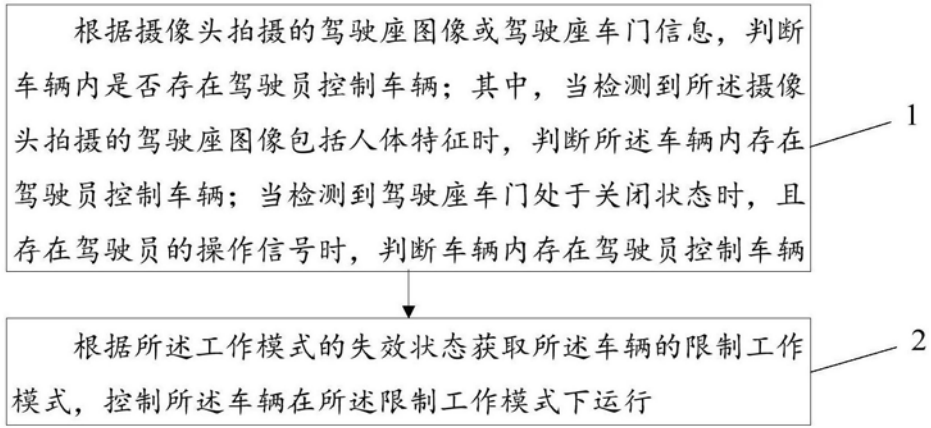 根据摄像头拍摄的驾驶座图像或驾驶座车门信息，判断
车辆内是否存在驾驶员控制车辆；其中，当检测到所述摄像
头拍摄的驾驶座图像包括人体特征时，判断所述车辆内存在
驾驶员控制车辆；当检测到驾驶座车门处于关闭状态时，且
存在驾驶员的操作信号时，判断车辆内存在驾驶员控制车辆
1
根据所述工作模式的失效状态获取所述车辆的限制工作
模式，控制所述车辆在所述限制工作模式下运行
2